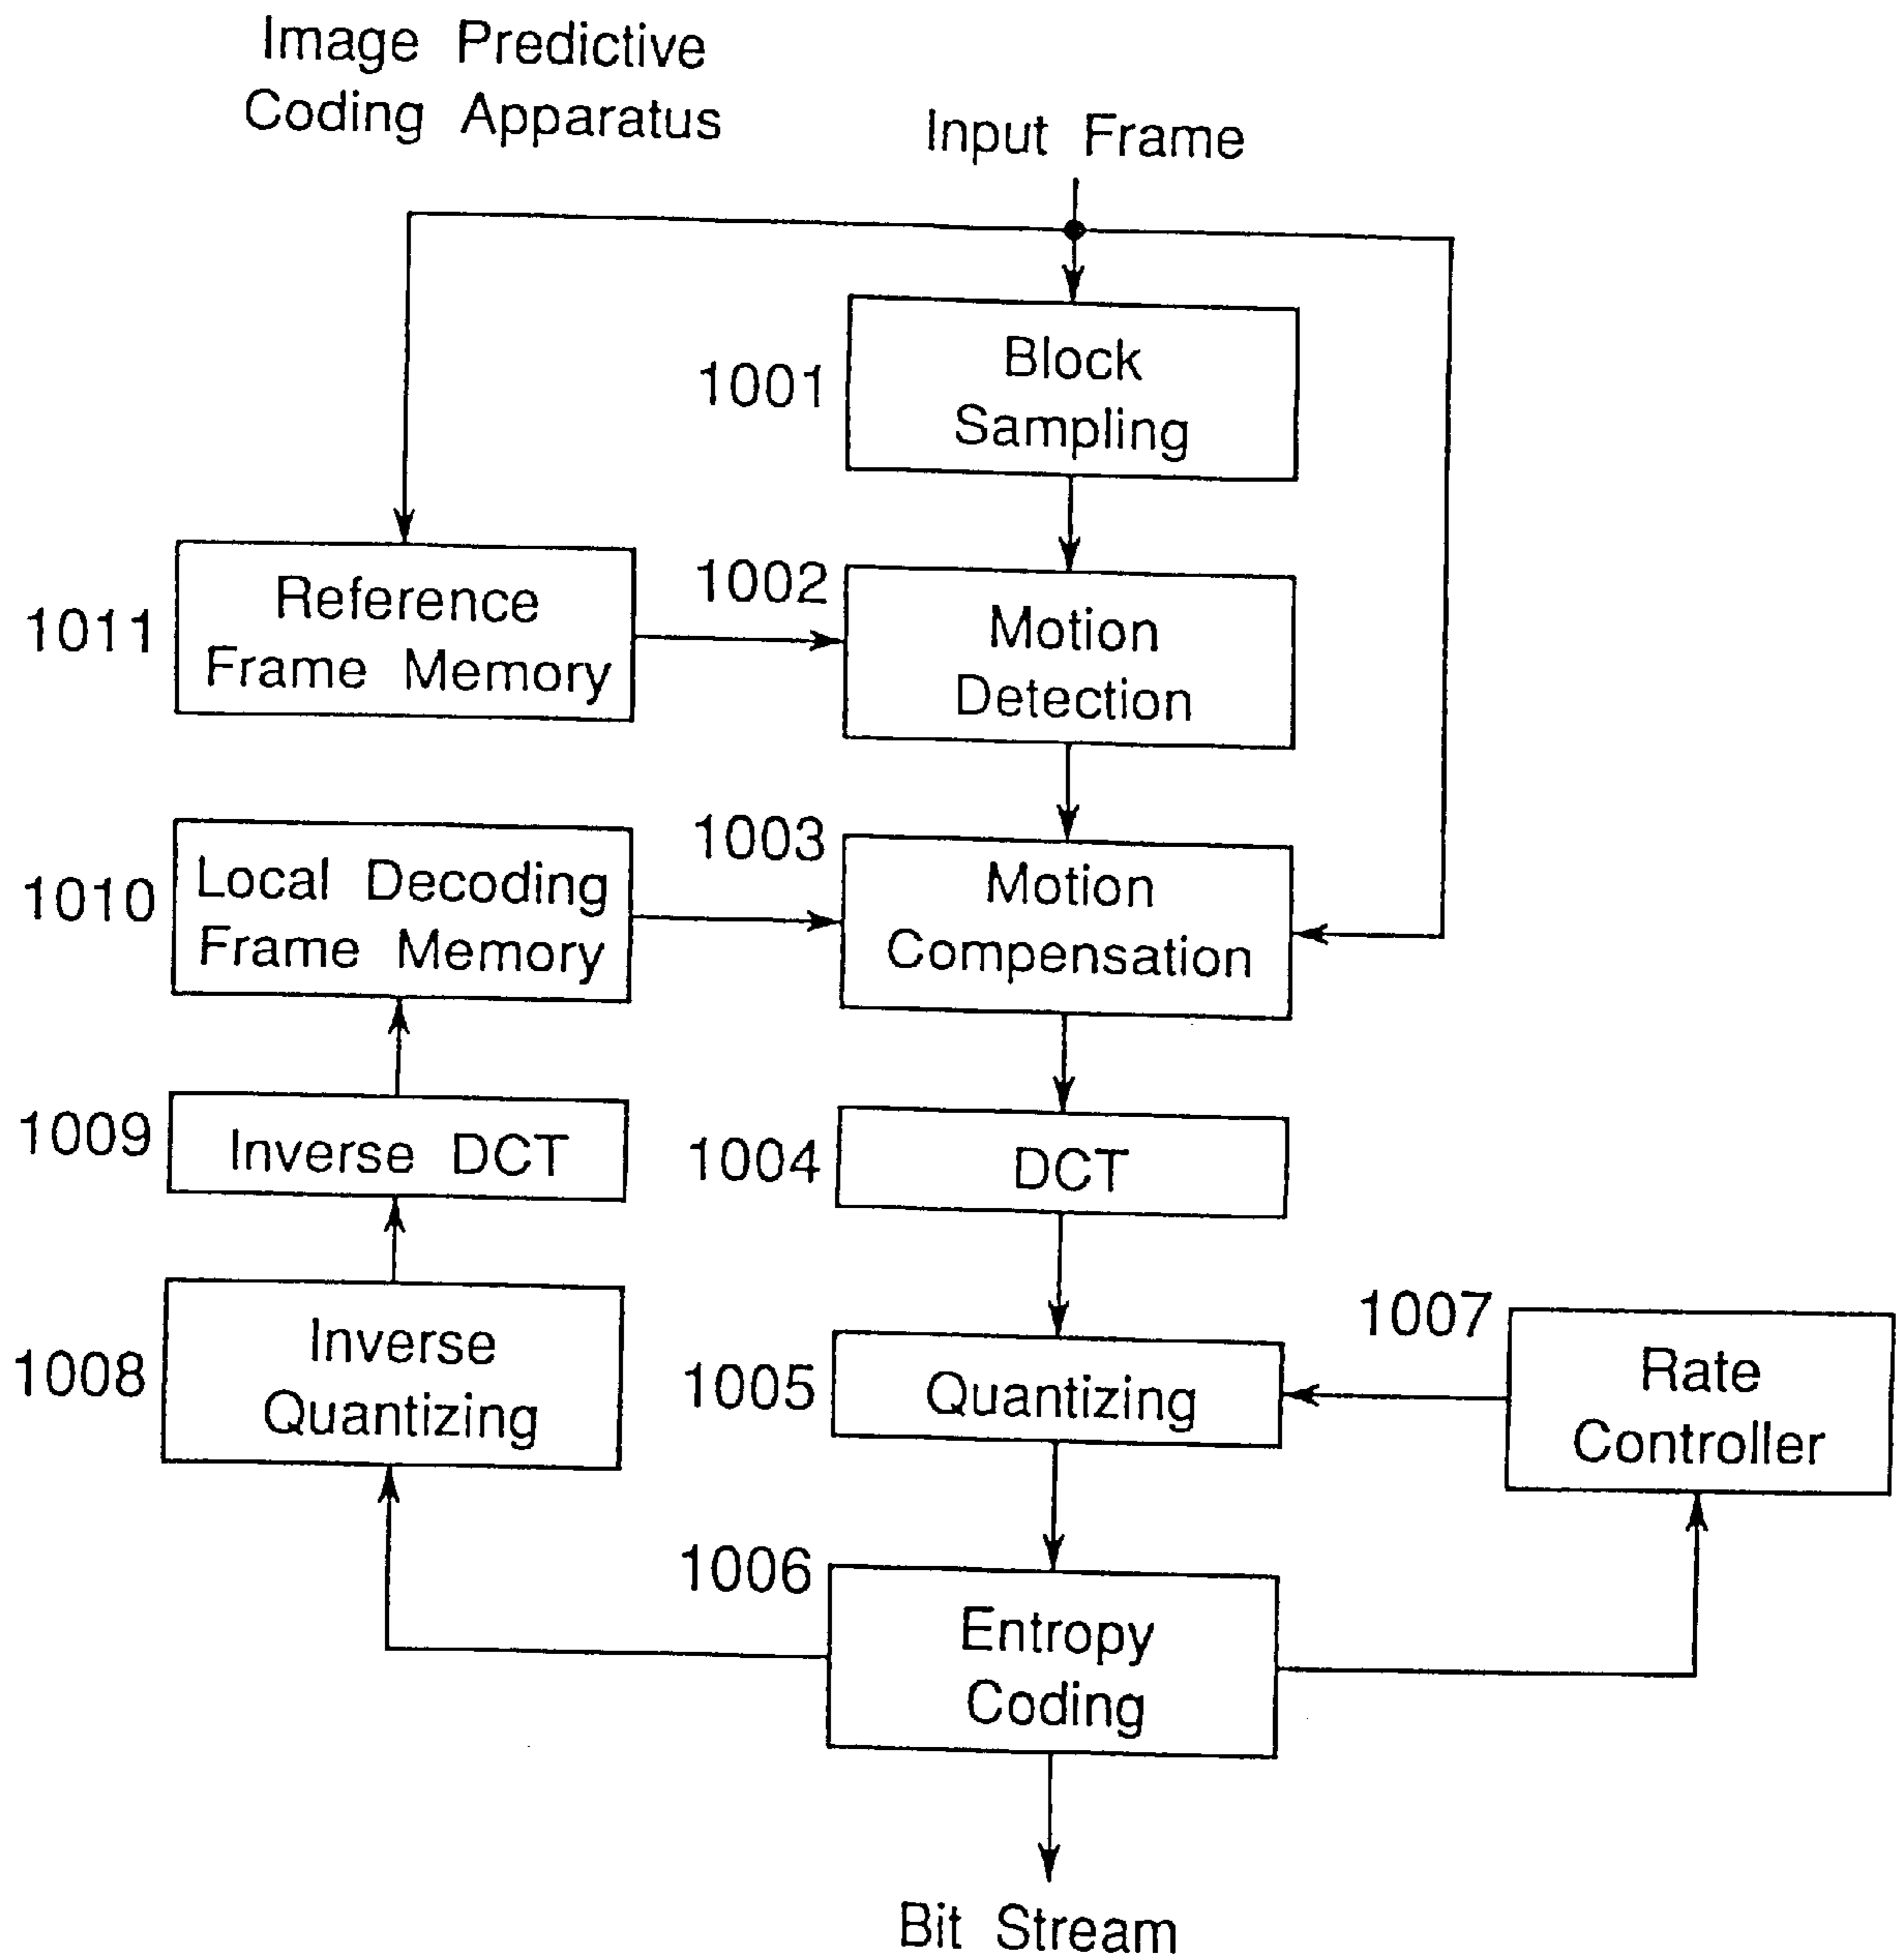 Image Predictive
Coding Apparatus
Input Frame
1001
Block
Sampling
1011
Reference
Frame Memory
1002
Motion
Detection
1010
Local Decoding
Frame Memory
1003
Motion
Compensation
1009
Inverse DCT
1004
DCT
1008
Inverse
Quantizing
1005
Quantizing
1007
Rate
Controller
1006
Entropy
Coding
Bit Stream